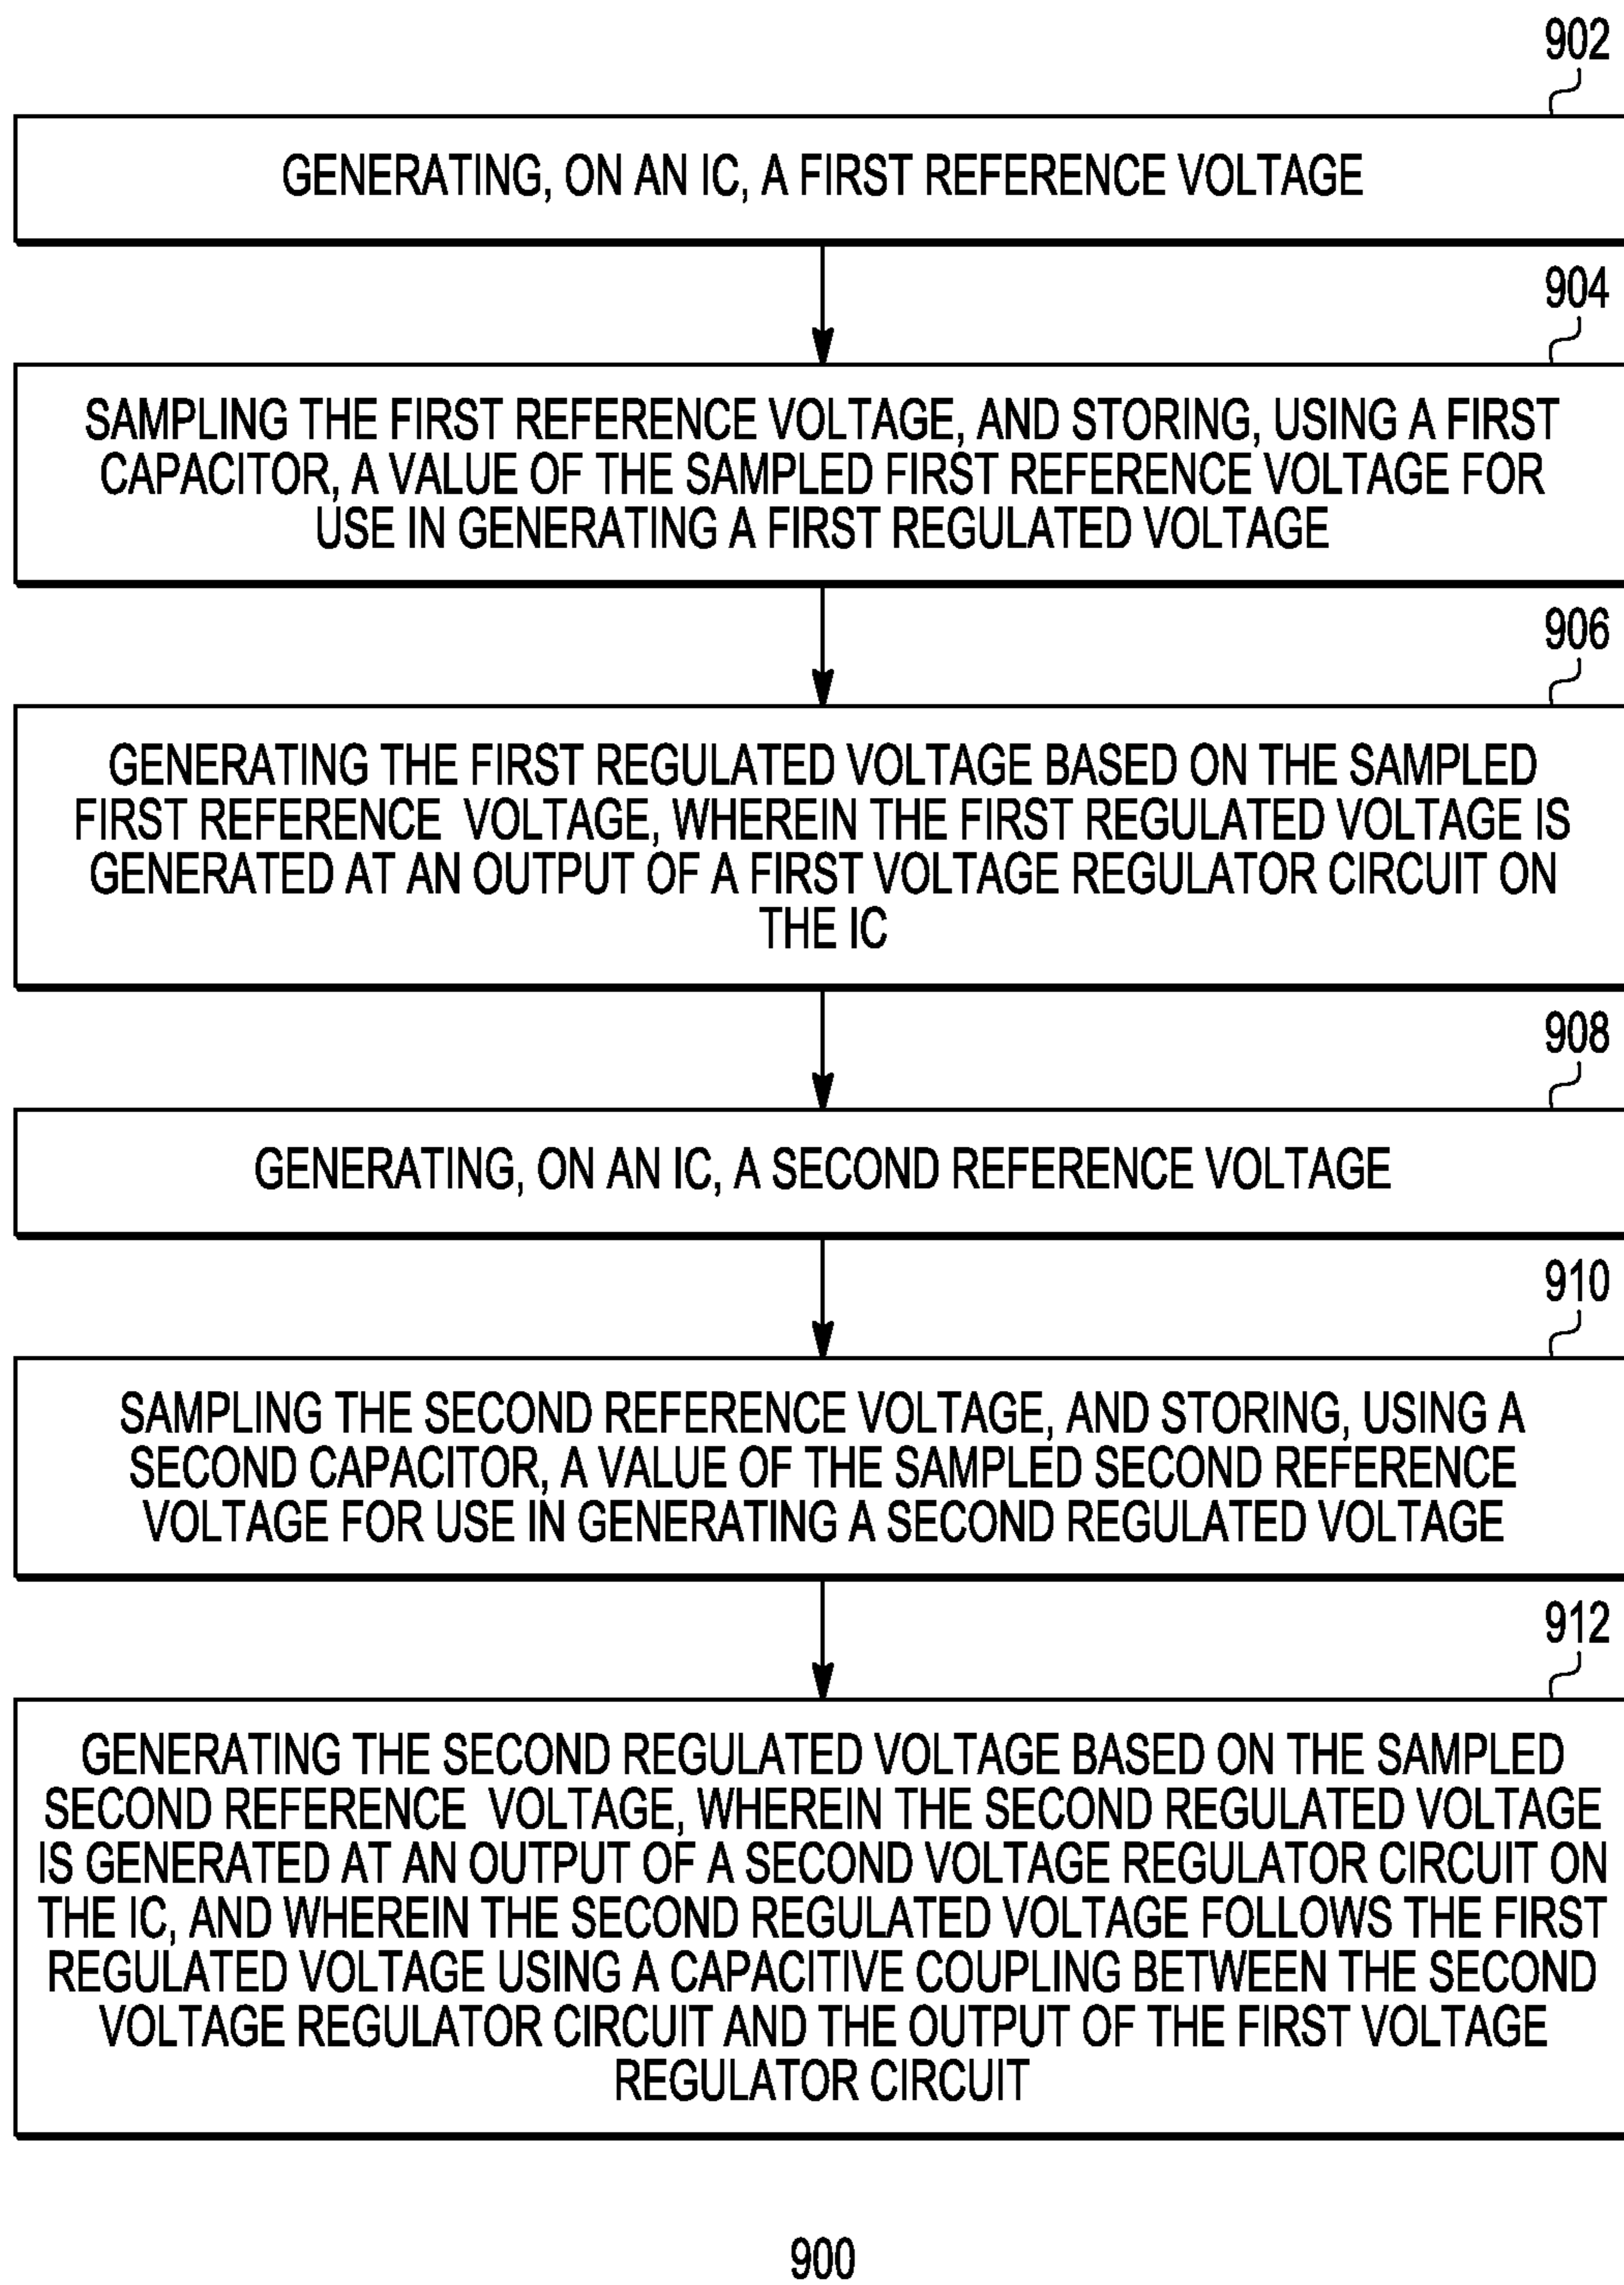 902
GENERATING, ON AN IC, A FIRST REFERENCE VOLTAGE
904
SAMPLING THE FIRST REFERENCE VOLTAGE, AND STORING, USING A FIRST
CAPACITOR, A VALUE OF THE SAMPLED FIRST REFERENCE VOLTAGE FOR
USE IN GENERATING A FIRST REGULATED VOLTAGE
906
GENERATING THE FIRST REGULATED VOLTAGE BASED ON THE SAMPLED
FIRST REFERENCE VOLTAGE, WHEREIN THE FIRST REGULATED VOLTAGE IS
GENERATED AT AN OUTPUT OF A FIRST VOLTAGE REGULATOR CIRCUIT ON
THE IC
908
GENERATING, ON AN IC, A SECOND REFERENCE VOLTAGE
910
SAMPLING THE SECOND REFERENCE VOLTAGE, AND STORING, USING A
SECOND CAPACITOR, A VALUE OF THE SAMPLED SECOND REFERENCE
VOLTAGE FOR USE IN GENERATING A SECOND REGULATED VOLTAGE
912
GENERATING THE SECOND REGULATED VOLTAGE BASED ON THE SAMPLED
SECOND REFERENCE VOLTAGE, WHEREIN THE SECOND REGULATED VOLTAGE
IS GENERATED AT AN OUTPUT OF A SECOND VOLTAGE REGULATOR CIRCUIT ON
THE IC, AND WHEREIN THE SECOND REGULATED VOLTAGE FOLLOWS THE FIRST
REGULATED VOLTAGE USING A CAPACITIVE COUPLING BETWEEN THE SECOND
VOLTAGE REGULATOR CIRCUIT AND THE OUTPUT OF THE FIRST VOLTAGE
REGULATOR CIRCUIT
900